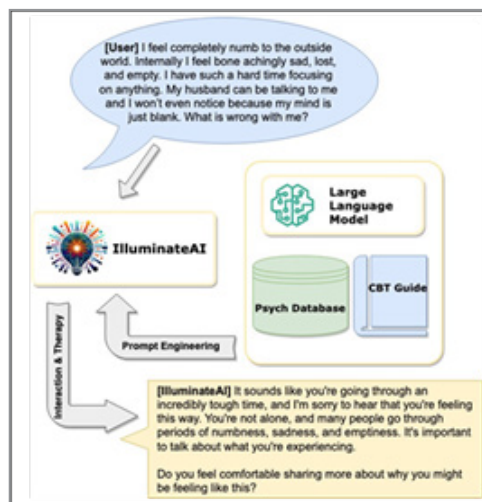 [User] I feel completely numb to the outside
world. Internally I feel bone achingly sad, lost,
and empty. I have such a hard time focusing
on anything. My husband can be talking to me
and I won't even notice because my mind is
just blank. What is wrong with me?
Large
Language
Model
IlluminateAI
Psych Database
CBT Guide
Prompt Engineering
Interaction & Therapy
[IlluminateAI] It sounds like you're going through an
incredibly tough time, and I'm sorry to hear that you're feeling
this way. You're not alone, and many people go through
periods of numbness, sadness, and emptiness. It's important
to talk about what you're experiencing.
Do you feel comfortable sharing more about why you might
be feeling like this?